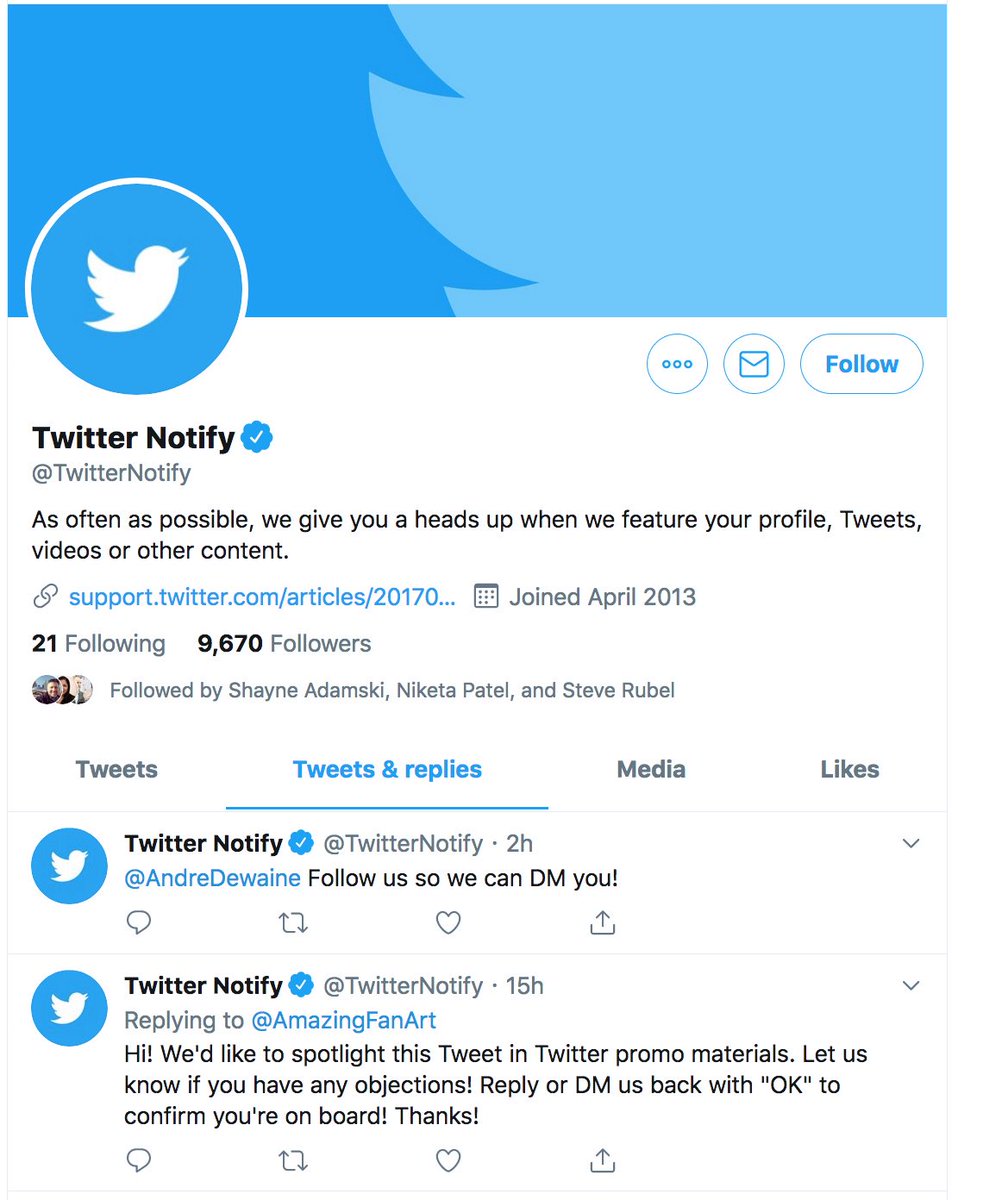 Follow
Twitter Notify
@TwitterNotify
As often as possible, we give you a heads up when we feature your profile, Tweets,
videos or other content.
support.twitter.com/articles/20170... Joined April 2013
21 Following 9,670 Followers
Followed by Shayne Adamski, Niketa Patel, and Steve Rubel
Tweets Tweets & replies Media Likes
Twitter Notify @TwitterNotify · 2h
@AndreDewaine Follow us so we can DM you!
Twitter Notify @TwitterNotify · 15h
Replying to @AmazingFanArt
Hi! We'd like to spotlight this Tweet in Twitter promo materials. Let us
know if you have any objections! Reply or DM us back with "OK" to
confirm you're on board! Thanks!